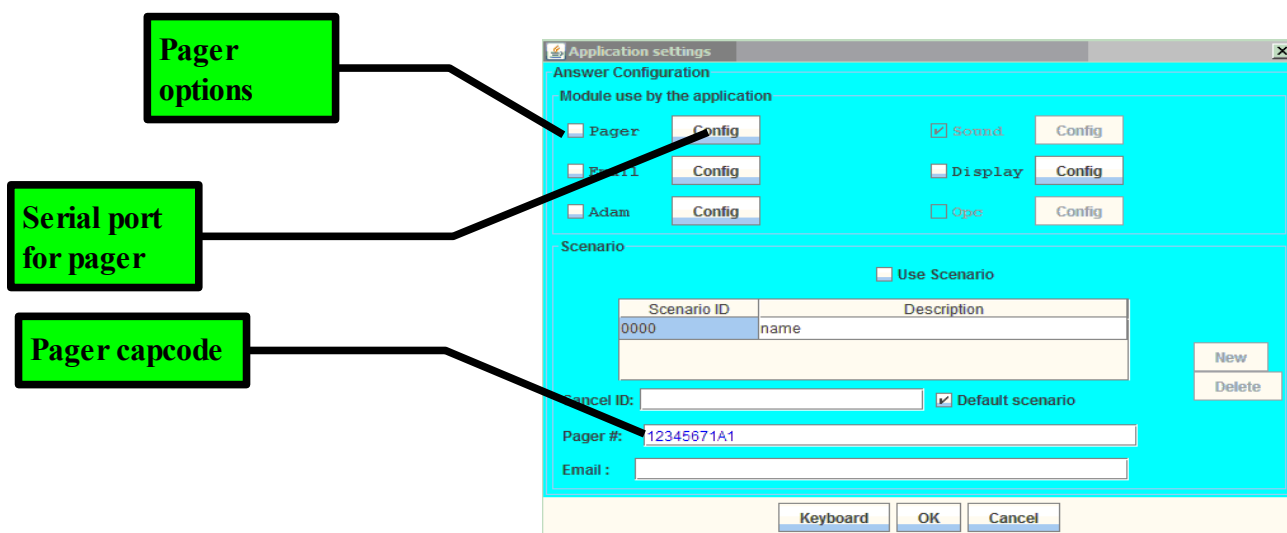 Pager
options
Serial port
for pager
Pager capcode
Application settings
Answer Configuration
Module use by the application
Pager Config Sound Config
Email Config Display Config
Adam Config Opc Config
Scenario
Use Scenario
Scenario ID Description
0000 name
New
Delete
Cancel ID: Default scenario
Pager #: 12345671A1
Email :
Keyboard OK Cancel